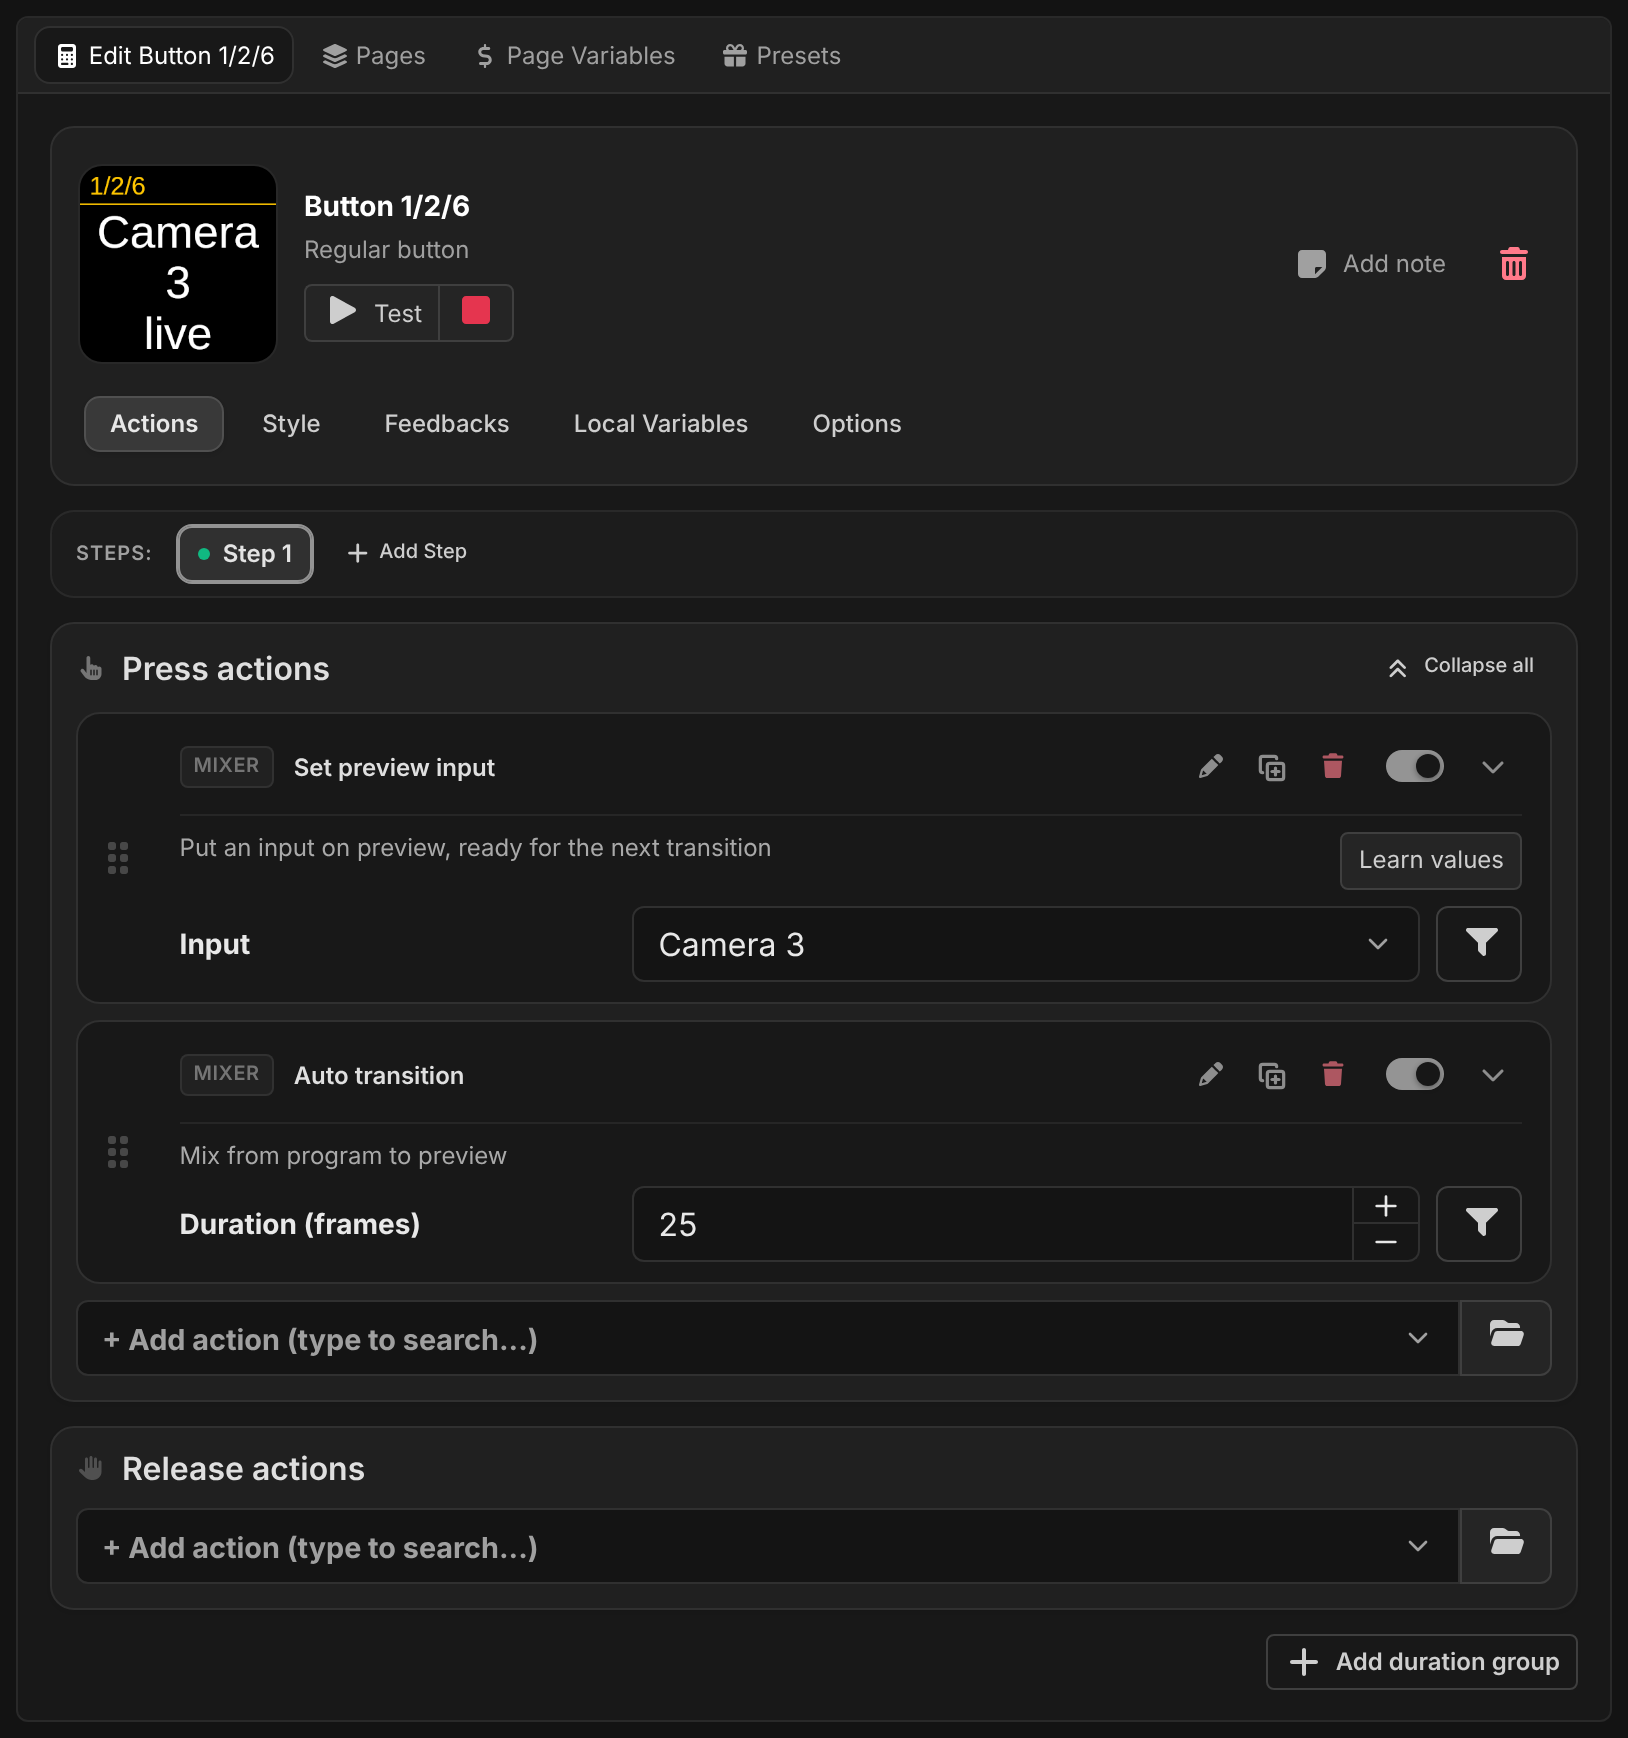 Edit Button 1/2/6
Pages
Page Variables
Presets
1/2/6
Camera
3
live
Button 1/2/6
Regular button
Test
Add note
Actions
Style
Feedbacks
Local Variables
Options
STEPS:
Step 1
Add Step
Press actions
Collapse all
MIXER
Set preview input
Put an input on preview, ready for the next transition
Learn values
Input
Camera 3
MIXER
Auto transition
Mix from program to preview
Duration (frames)
25
+ Add action (type to search...)
Release actions
+ Add action (type to search...)
Add duration group